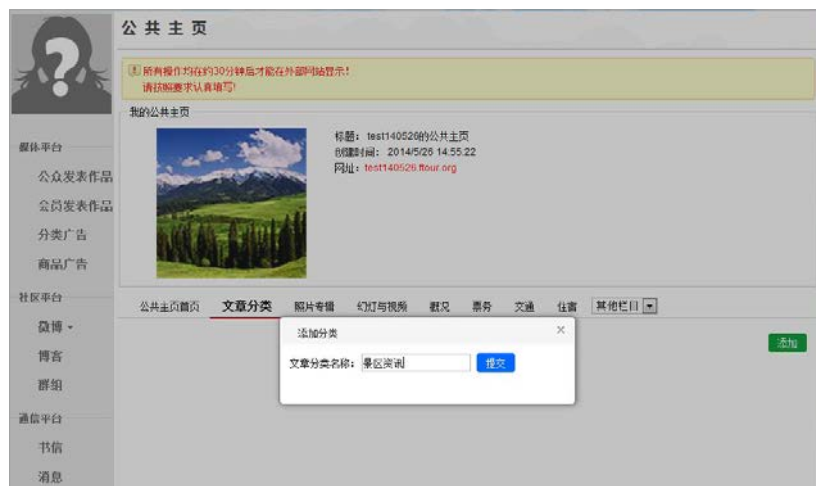 公共主页
所有操作均在约30分钟后才能在外部网站显示!
请按照要求认真填写!
我的公共主页
标题: test140526的公共主页
创建时间: 2014/5/26 14:55:22
网址: test140526.ftour.org
媒体平台
公众发表作品
会员发表作品
分类广告
商品广告
社区平台
微博
博客
群组
通信平台
书信
消息
公共主页首页 文章分类 照片专辑 幻灯与视频 概况 票务 交通 住宿 其他栏目
添加
添加分类 ×
文章分类名称: 景区资讯 提交